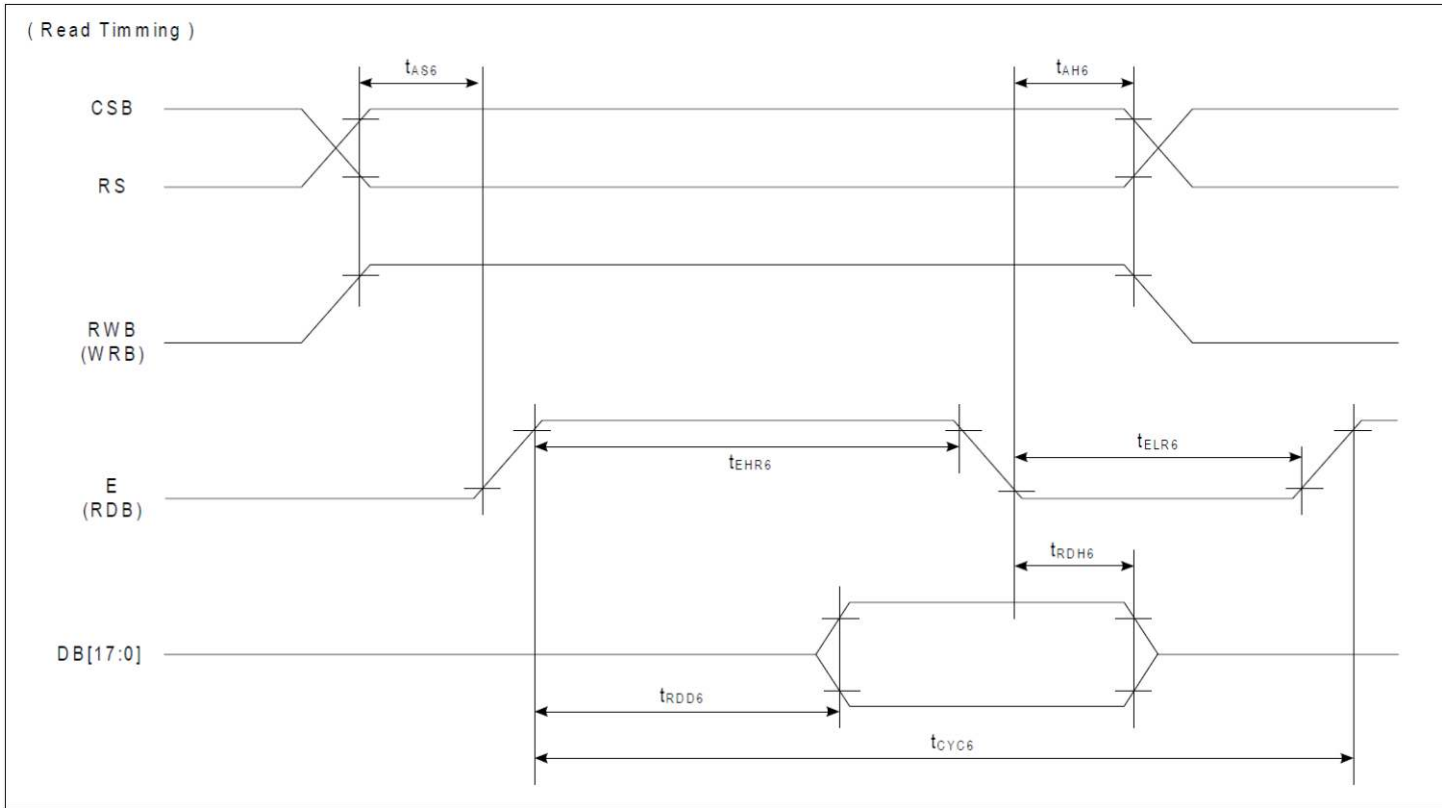 ( Read Timming )
tAS6
tAH6
CSB
RS
RWB
(WRB)
tEHR6
tELR6
E
(RDB)
tRDH6
DB[17:0]
tRDD6
tCYC6